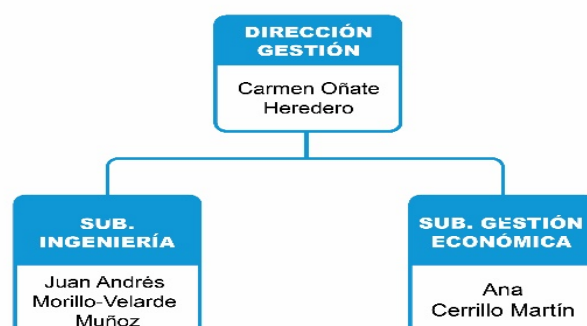 DIRECCIÓN
GESTIÓN
Carmen Oñate
Heredero
SUB.
INGENIERÍA
Juan Andrés
Morillo-Velarde
Muñoz
SUB. GESTIÓN
ECONÓMICA
Ana
Cerrillo Martín